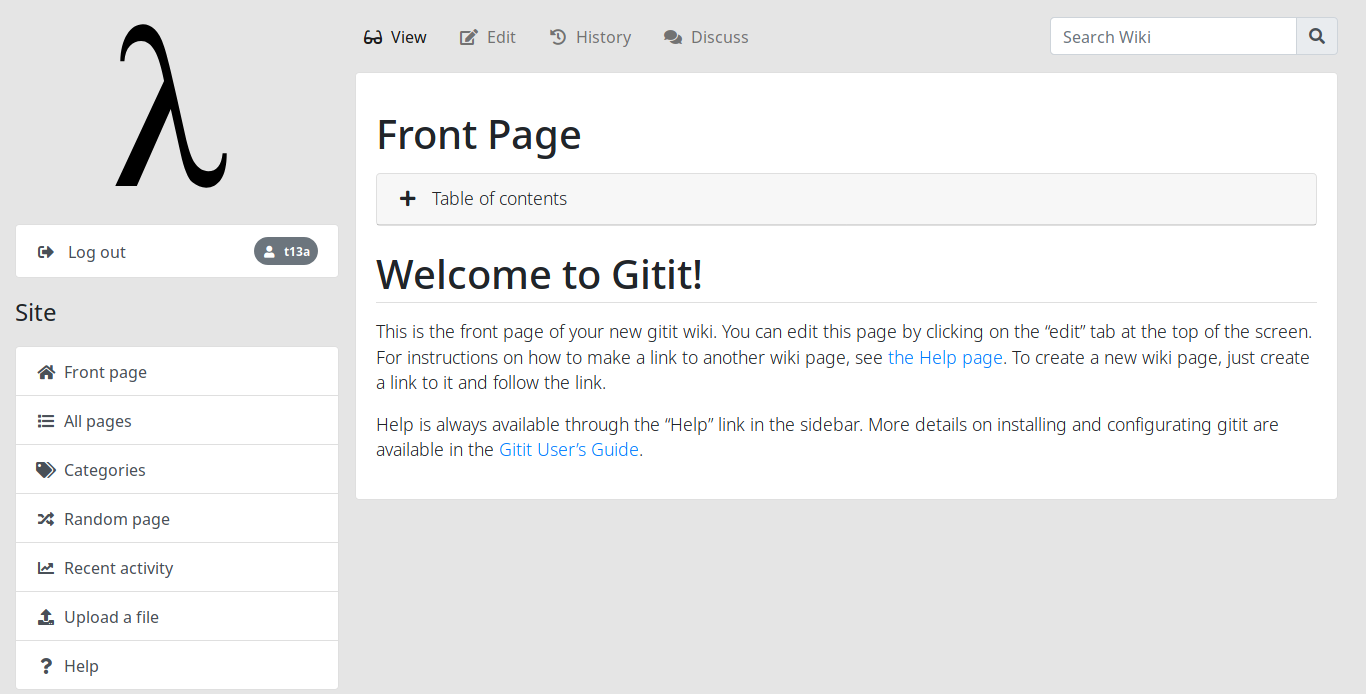 λ
View Edit History Discuss
Search Wiki
Log out t13a
Site
Front page
All pages
Categories
Random page
Recent activity
Upload a file
Help
Front Page
Table of contents
Welcome to Gitit!
This is the front page of your new gitit wiki. You can edit this page by clicking on the “edit” tab at the top of the screen.
For instructions on how to make a link to another wiki page, see the Help page. To create a new wiki page, just create
a link to it and follow the link.
Help is always available through the “Help” link in the sidebar. More details on installing and configurating gitit are
available in the Gitit User’s Guide.